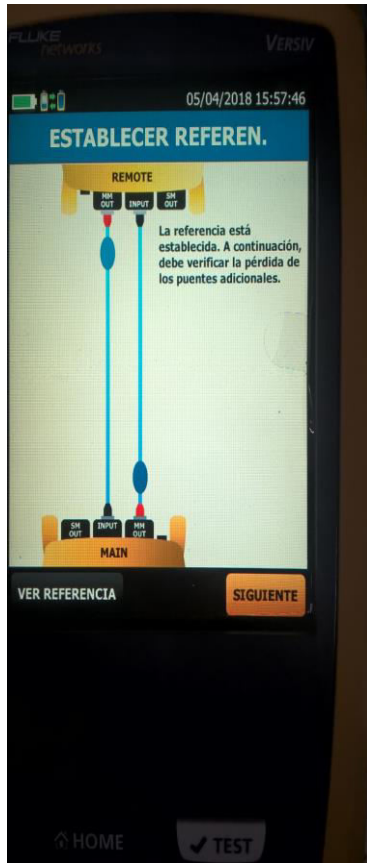 FLUKE
networks
VERSIV
05/04/2018 15:57:46
ESTABLECER REFEREN.
REMOTE
MM OUT
INPUT
SM OUT
La referencia está
establecida. A continuación,
debe verificar la pérdida de
los puentes adicionales.
SM OUT
INPUT
MM OUT
MAIN
VER REFERENCIA
SIGUIENTE
HOME
TEST